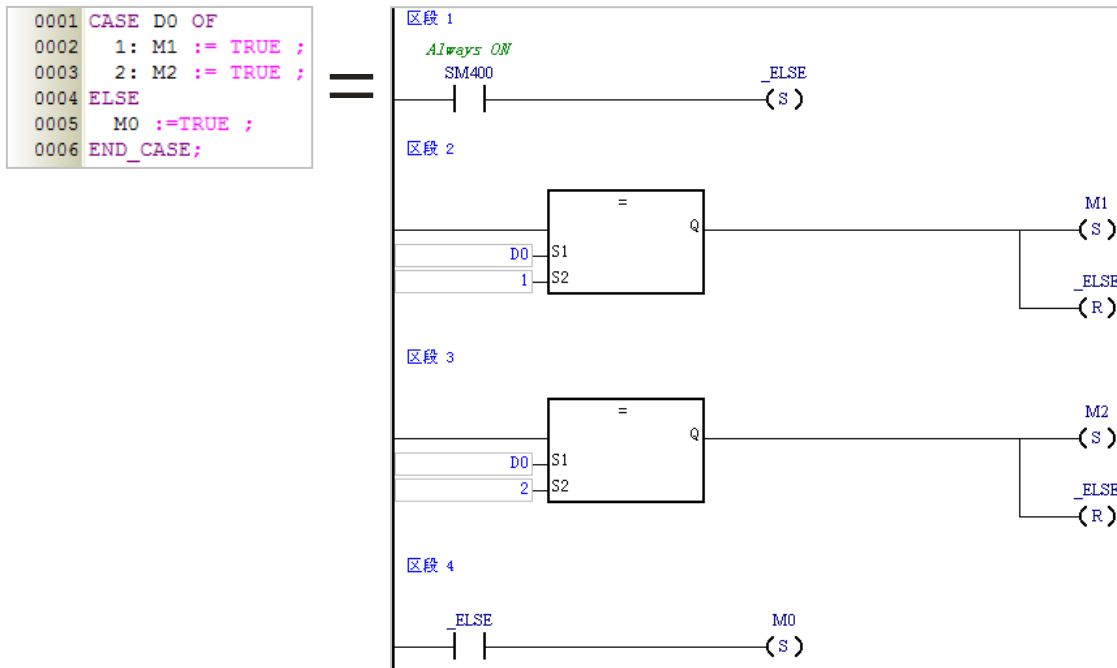 0001 CASE D0 OF
0002 1: M1 := TRUE ;
0003 2: M2 := TRUE ;
0004 ELSE
0005 M0 :=TRUE ;
0006 END_CASE;
=
区段 1
Always ON
SM400
_ELSE
S
区段 2
=
Q
M1
S
D0 S1
1 S2
_ELSE
R
区段 3
=
Q
M2
S
D0 S1
2 S2
_ELSE
R
区段 4
_ELSE
M0
S